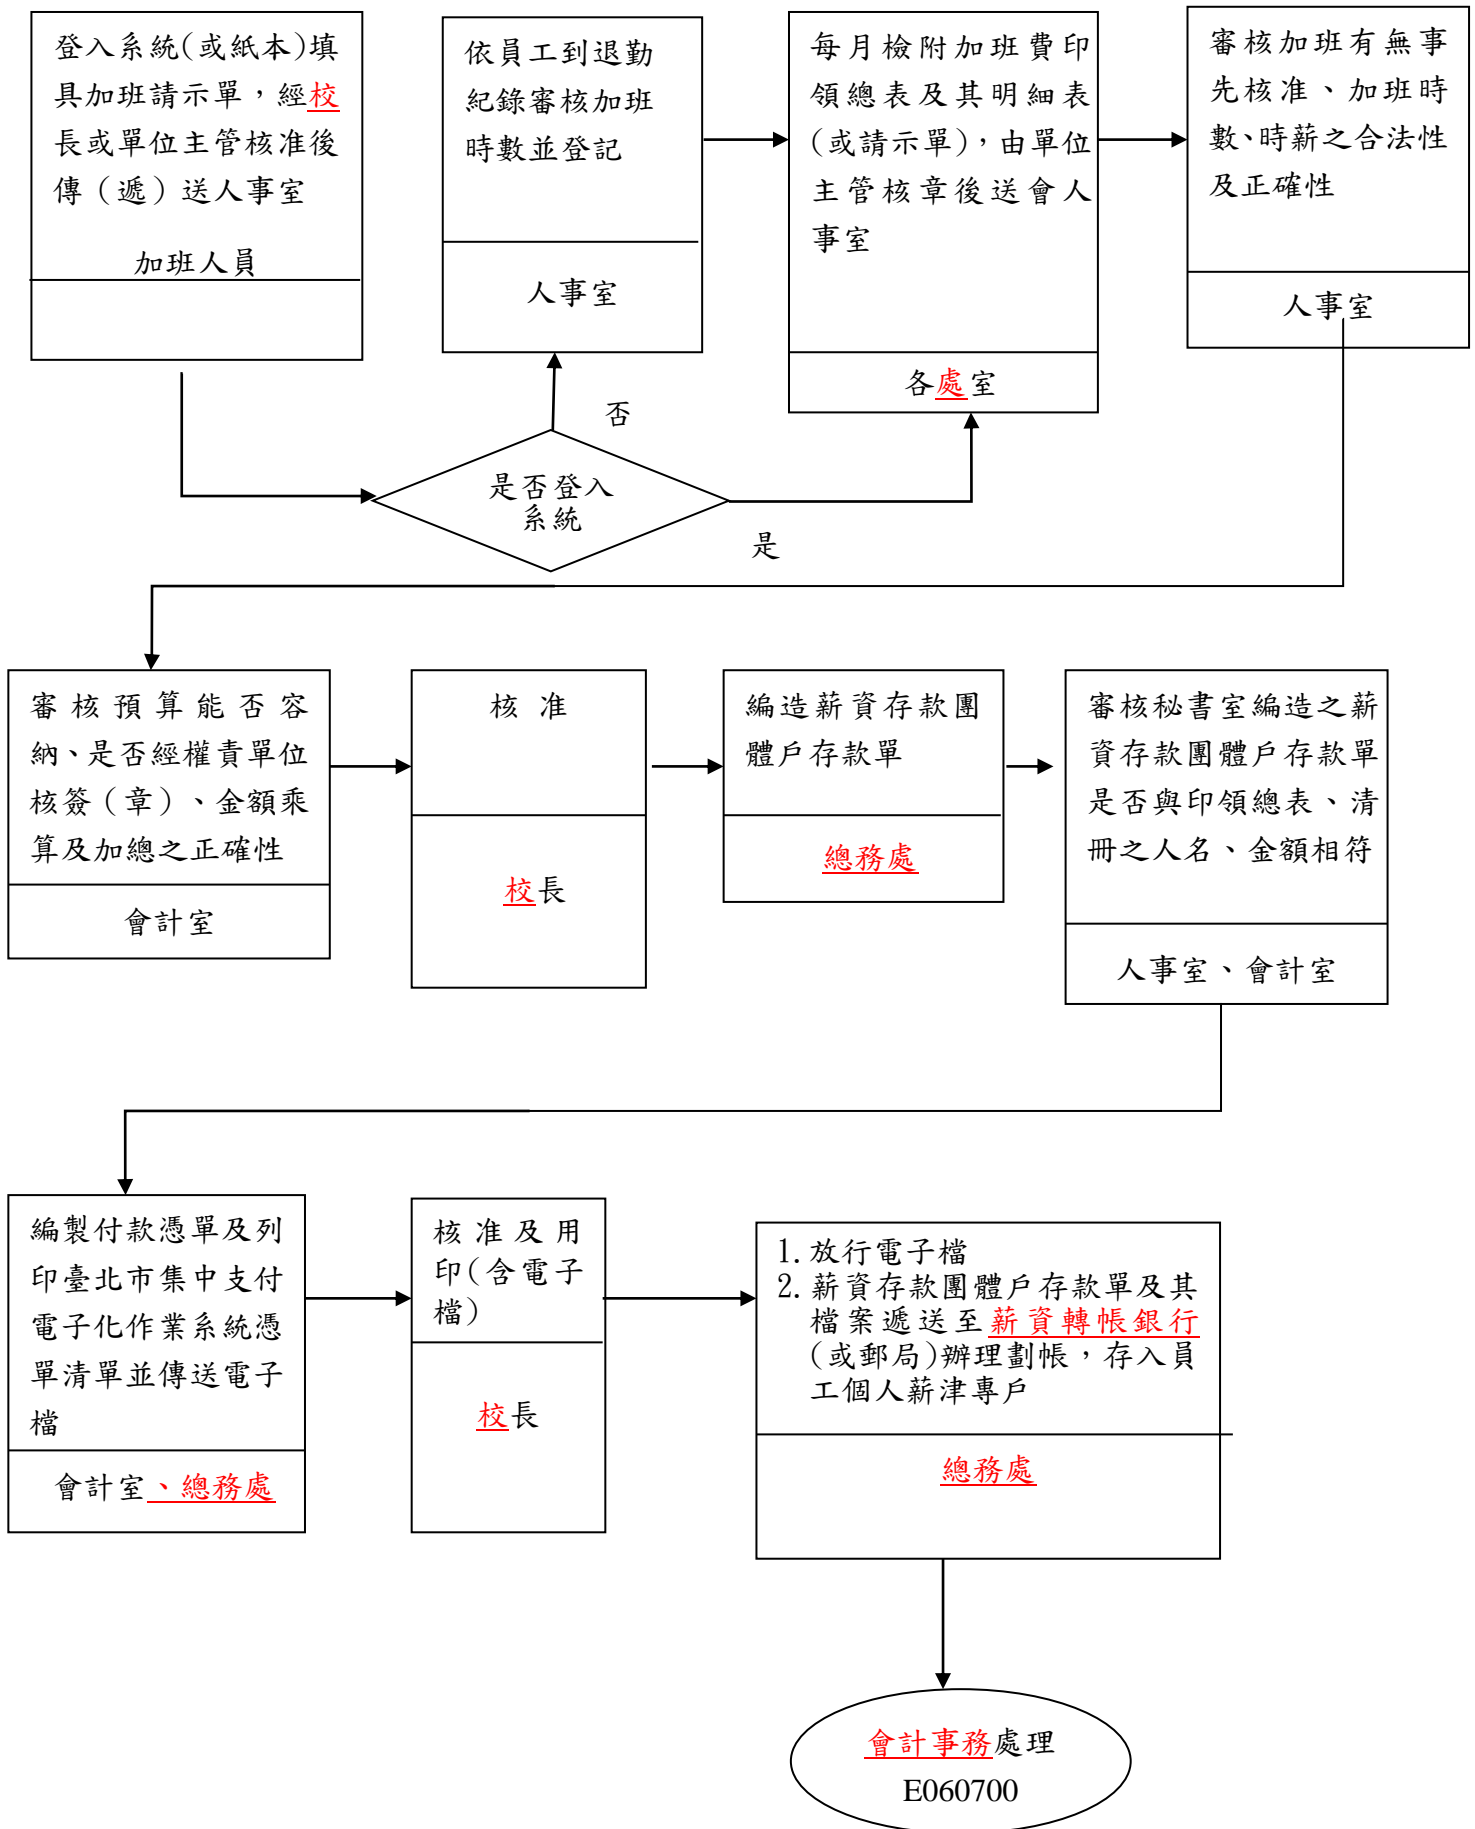 登入系統(或紙本)填
具加班請示單，經校
長或單位主管核准後
傳（遞）送人事室
加班人員
依員工到退勤
紀錄審核加班
時數並登記
人事室
每月檢附加班費印
領總表及其明細表
(或請示單)，由單位
主管核章後送會人
事室
各處室
審核加班有無事
先核准、加班時
數、時薪之合法性
及正確性
人事室
否
是否登入
系統
是
審核預算能否容
納、是否經權責單位
核簽（章）、金額乘
算及加總之正確性
會計室
核准
校長
編造薪資存款團
體戶存款單
總務處
審核秘書室編造之薪
資存款團體戶存款單
是否與印領總表、清
冊之人名、金額相符
人事室、會計室
編製付款憑單及列
印臺北市集中支付
電子化作業系統憑
單清單並傳送電子
檔
會計室、總務處
核准及用
印(含電子
檔)
校長
1.放行電子檔
2.薪資存款團體戶存款單及其
檔案遞送至薪資轉帳銀行
(或郵局)辦理劃帳，存入員
工個人薪津專戶
總務處
會計事務處理
E060700